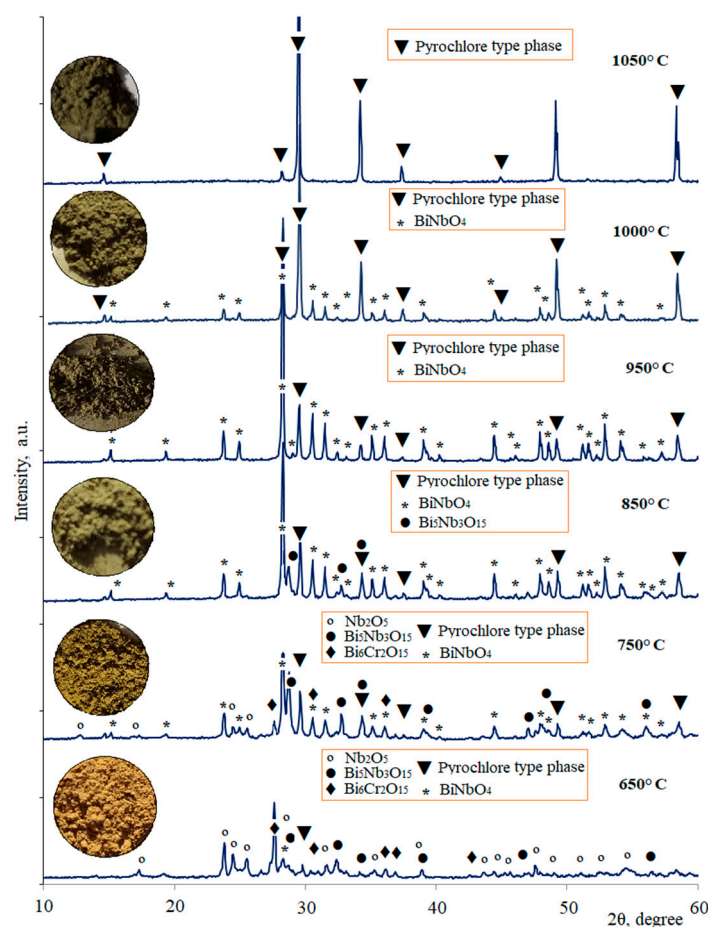 ▼ Pyrochlore type phase
1050° C
▼ Pyrochlore type phase
* BiNbO₄
1000° C
▼ Pyrochlore type phase
* BiNbO₄
950° C
▼ Pyrochlore type phase
* BiNbO₄
● Bi₅Nb₃O₁₅
850° C
○ Nb₂O₅
● Bi₅Nb₃O₁₅ ▼ Pyrochlore type phase
♦ Bi₆Cr₂O₁₅ * BiNbO₄
750° C
○ Nb₂O₅
● Bi₅Nb₃O₁₅ ▼ Pyrochlore type phase
♦ Bi₆Cr₂O₁₅ * BiNbO₄
650° C
Intensity, a.u.
10 20 30 40 50 60
2θ, degree